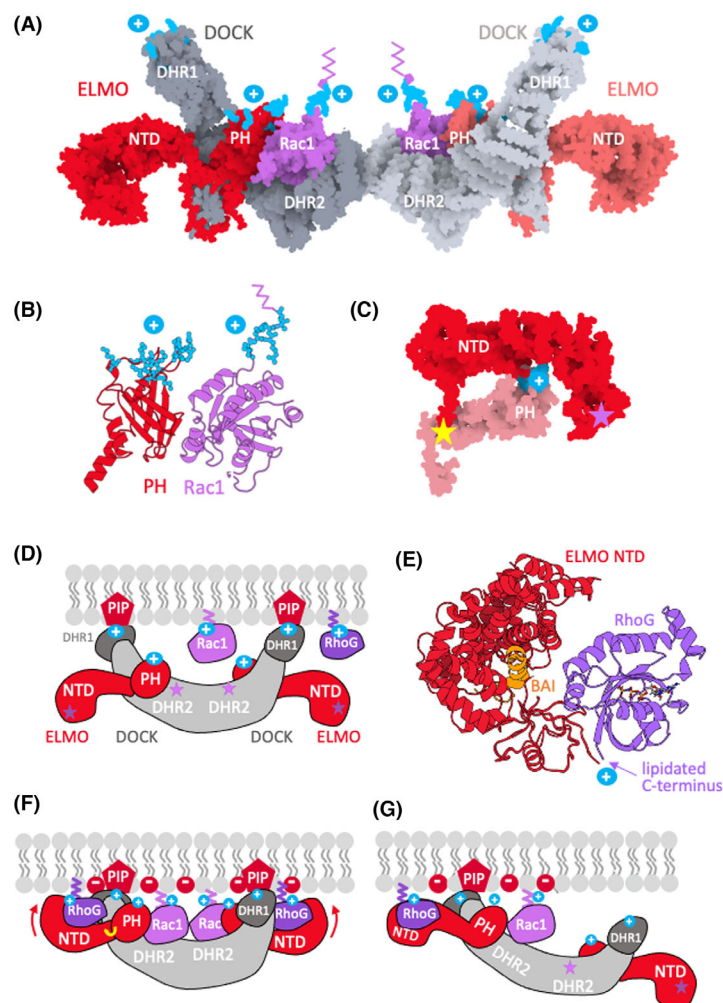 (A)
DOCK
DOCK
DHR1
DHR1
ELMO
ELMO
NTD
PH
Rac1
Rac1
PH
NTD
DHR2
DHR2
(B)
PH
Rac1
(C)
NTD
PH
(D)
PIP
PIP
DHR1
Rac1
DHR1
RhoG
NTD
PH
DHR2
DHR2
NTD
ELMO
DOCK
DOCK
ELMO
(E)
ELMO NTD
RhoG
BAI
lipidated
C-terminus
(F)
PIP
PIP
RhoG
PH
Rac1
Rac
DHR1
RhoG
NTD
DHR2
DHR2
NTD
(G)
PIP
RhoG
PH
Rac1
NTD
DHR1
DHR2
DHR2
NTD